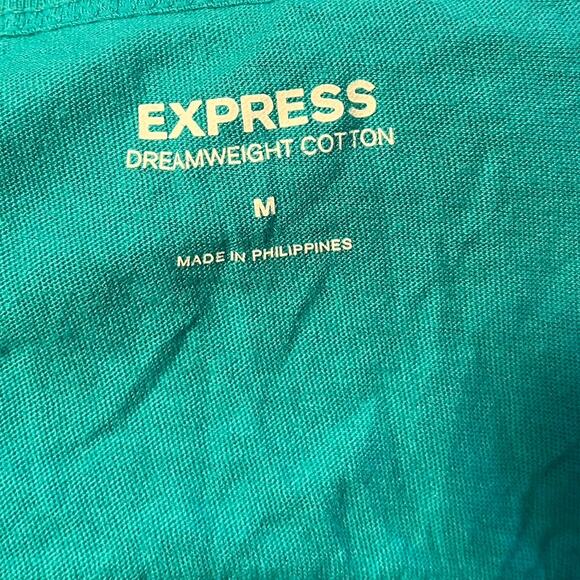 EXPRESS
DREAMWEIGHT COTTON
M
MADE IN PHILIPPINES